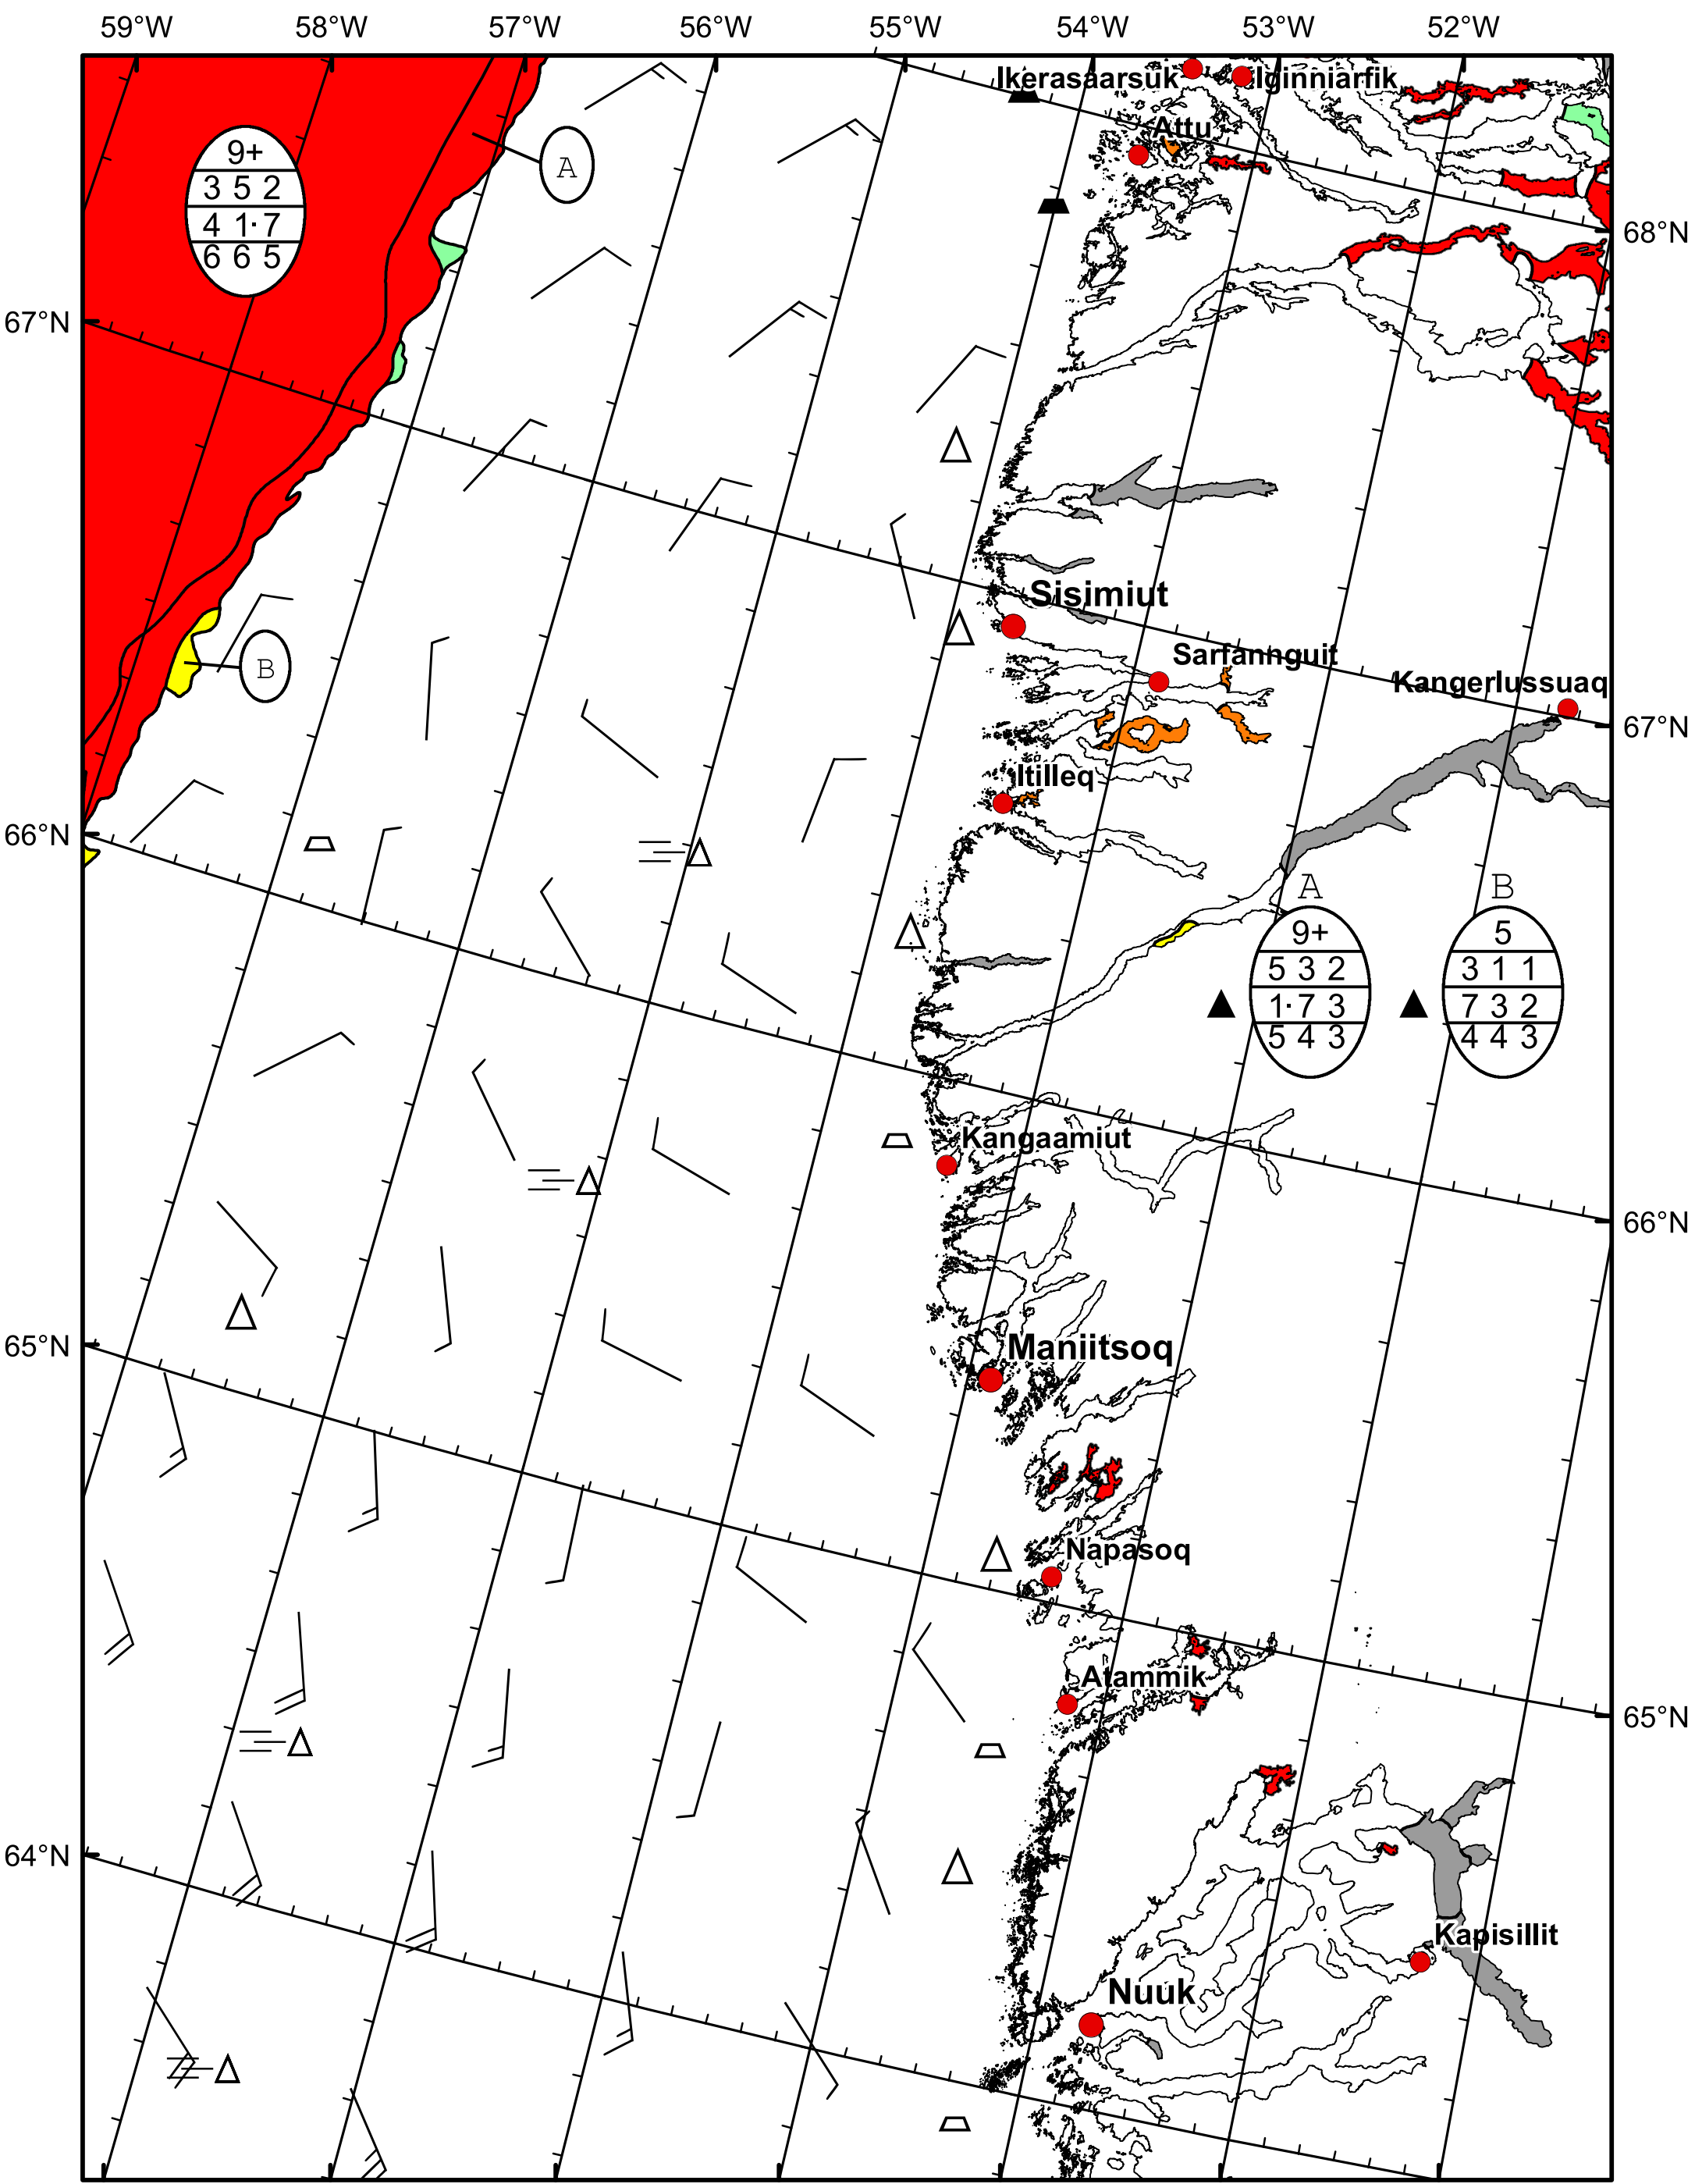 59°W 58°W 57°W 56°W 55°W 54°W 53°W 52°W
Ikerasaarsuk
Iginniarfik
Attu
9+
3 5 2
4 1· 7
6 6 5
A
68°N
67°N
Sisimiut
B
Sarfannguit
Kangerlussuaq
67°N
Itilleq
66°N
A
9+
5 3 2
1· 7 3
5 4 3
B
5
3 1 1
7 3 2
4 4 3
Kangaamiut
66°N
65°N
Maniitsoq
Napasoq
Atammik
65°N
64°N
Kapisillit
Nuuk